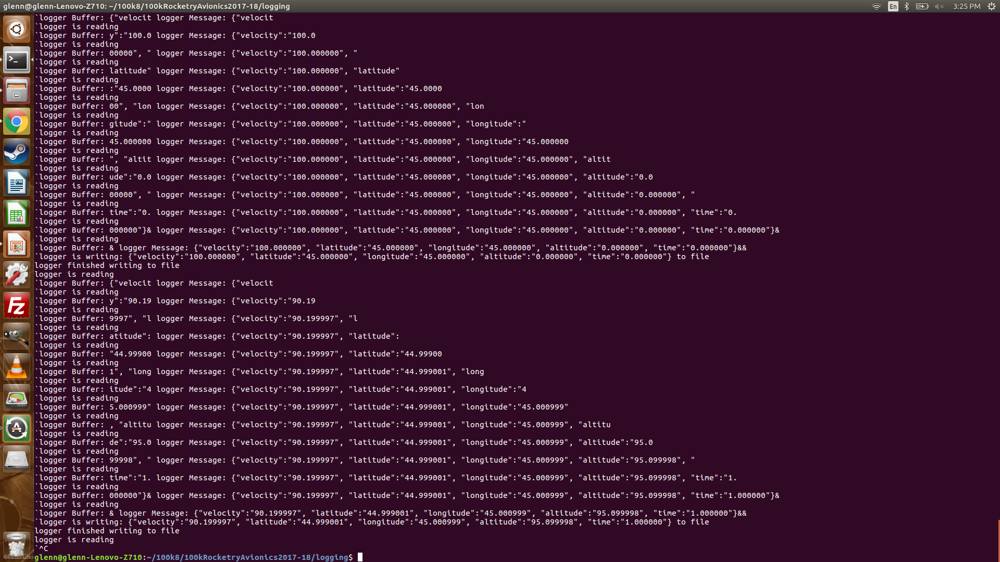 glenn@glenn-Lenovo-Z710: ~/100k8/100kRocketryAvionics2017-18/logging
En
3:25 PM
`logger Buffer: {"velocit logger Message: {"velocit
`logger is reading
`logger Buffer: y":"100.0 logger Message: {"velocity":"100.0
`logger is reading
`logger Buffer: 00000", " logger Message: {"velocity":"100.000000", "
`logger is reading
`logger Buffer: latitude" logger Message: {"velocity":"100.000000", "latitude"
`logger is reading
`logger Buffer: :"45.0000 logger Message: {"velocity":"100.000000", "latitude":"45.0000
`logger is reading
`logger Buffer: 00", "lon logger Message: {"velocity":"100.000000", "latitude":"45.000000", "lon
`logger is reading
`logger Buffer: gitude":" logger Message: {"velocity":"100.000000", "latitude":"45.000000", "longitude":"
`logger is reading
`logger Buffer: 45.000000 logger Message: {"velocity":"100.000000", "latitude":"45.000000", "longitude":"45.000000
`logger is reading
`logger Buffer: ", "altit logger Message: {"velocity":"100.000000", "latitude":"45.000000", "longitude":"45.000000", "altit
`logger is reading
`logger Buffer: ude":"0.0 logger Message: {"velocity":"100.000000", "latitude":"45.000000", "longitude":"45.000000", "altitude":"0.0
`logger is reading
`logger Buffer: 00000", " logger Message: {"velocity":"100.000000", "latitude":"45.000000", "longitude":"45.000000", "altitude":"0.000000", "
`logger is reading
`logger Buffer: time":"0. logger Message: {"velocity":"100.000000", "latitude":"45.000000", "longitude":"45.000000", "altitude":"0.000000", "time":"0.
`logger is reading
`logger Buffer: 000000"}& logger Message: {"velocity":"100.000000", "latitude":"45.000000", "longitude":"45.000000", "altitude":"0.000000", "time":"0.000000"}&
`logger is reading
`logger Buffer: & logger Message: {"velocity":"100.000000", "latitude":"45.000000", "longitude":"45.000000", "altitude":"0.000000", "time":"0.000000"}&&
`logger is writing: {"velocity":"100.000000", "latitude":"45.000000", "longitude":"45.000000", "altitude":"0.000000", "time":"0.000000"} to file
logger finished writing to file
logger is reading
`logger Buffer: {"velocit logger Message: {"velocit
`logger is reading
`logger Buffer: y":"90.19 logger Message: {"velocity":"90.19
`logger is reading
`logger Buffer: 9997", "l logger Message: {"velocity":"90.199997", "l
`logger is reading
`logger Buffer: atitude": logger Message: {"velocity":"90.199997", "latitude":
`logger is reading
`logger Buffer: "44.99900 logger Message: {"velocity":"90.199997", "latitude":"44.99900
`logger is reading
`logger Buffer: 1", "long logger Message: {"velocity":"90.199997", "latitude":"44.999001", "long
`logger is reading
`logger Buffer: itude":"4 logger Message: {"velocity":"90.199997", "latitude":"44.999001", "longitude":"4
`logger is reading
`logger Buffer: 5.000999" logger Message: {"velocity":"90.199997", "latitude":"44.999001", "longitude":"45.000999"
`logger is reading
`logger Buffer: , "altitu logger Message: {"velocity":"90.199997", "latitude":"44.999001", "longitude":"45.000999", "altitu
`logger is reading
`logger Buffer: de":"95.0 logger Message: {"velocity":"90.199997", "latitude":"44.999001", "longitude":"45.000999", "altitude":"95.0
`logger is reading
`logger Buffer: 99998", " logger Message: {"velocity":"90.199997", "latitude":"44.999001", "longitude":"45.000999", "altitude":"95.099998", "
`logger is reading
`logger Buffer: time":"1. logger Message: {"velocity":"90.199997", "latitude":"44.999001", "longitude":"45.000999", "altitude":"95.099998", "time":"1.
`logger is reading
`logger Buffer: 000000"}& logger Message: {"velocity":"90.199997", "latitude":"44.999001", "longitude":"45.000999", "altitude":"95.099998", "time":"1.000000"}&
`logger is reading
`logger Buffer: & logger Message: {"velocity":"90.199997", "latitude":"44.999001", "longitude":"45.000999", "altitude":"95.099998", "time":"1.000000"}&&
`logger is writing: {"velocity":"90.199997", "latitude":"44.999001", "longitude":"45.000999", "altitude":"95.099998", "time":"1.000000"} to file
logger finished writing to file
logger is reading
`^C
glenn@glenn-Lenovo-Z710:~/100k8/100kRocketryAvionics2017-18/logging$